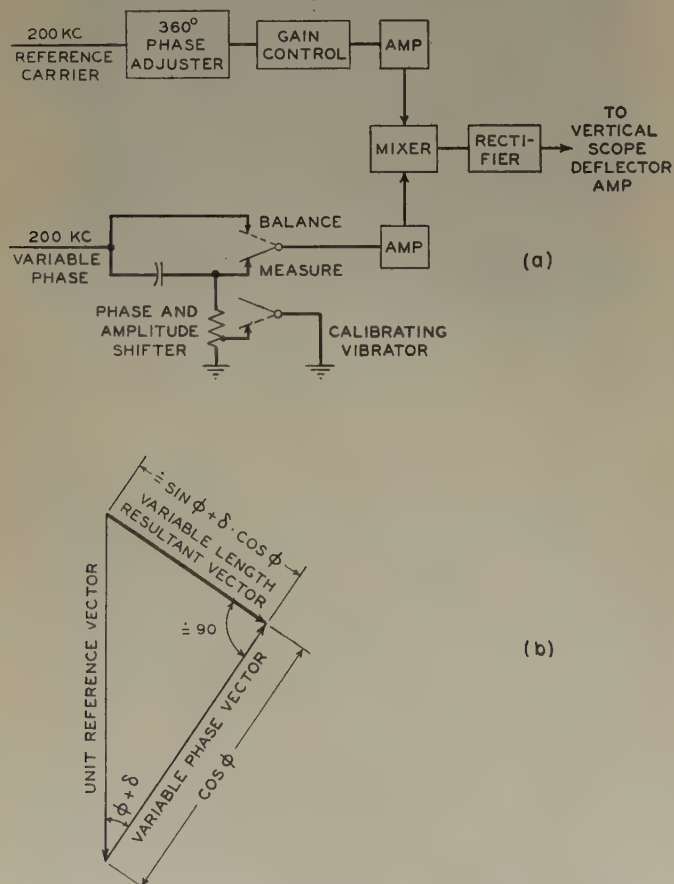 200 KC
REFERENCE
CARRIER
360°
PHASE
ADJUSTER
GAIN
CONTROL
AMP
MIXER
RECTI-
FIER
TO
VERTICAL
SCOPE
DEFLECTOR
AMP
200 KC
VARIABLE
PHASE
BALANCE
MEASURE
AMP
(a)
PHASE AND
AMPLITUDE
SHIFTER
CALIBRATING
VIBRATOR
≐ SIN ϕ + δ · COS ϕ
VARIABLE LENGTH
RESULTANT VECTOR
≐ 90
UNIT REFERENCE VECTOR
VARIABLE PHASE VECTOR
COS ϕ
ϕ + δ
(b)